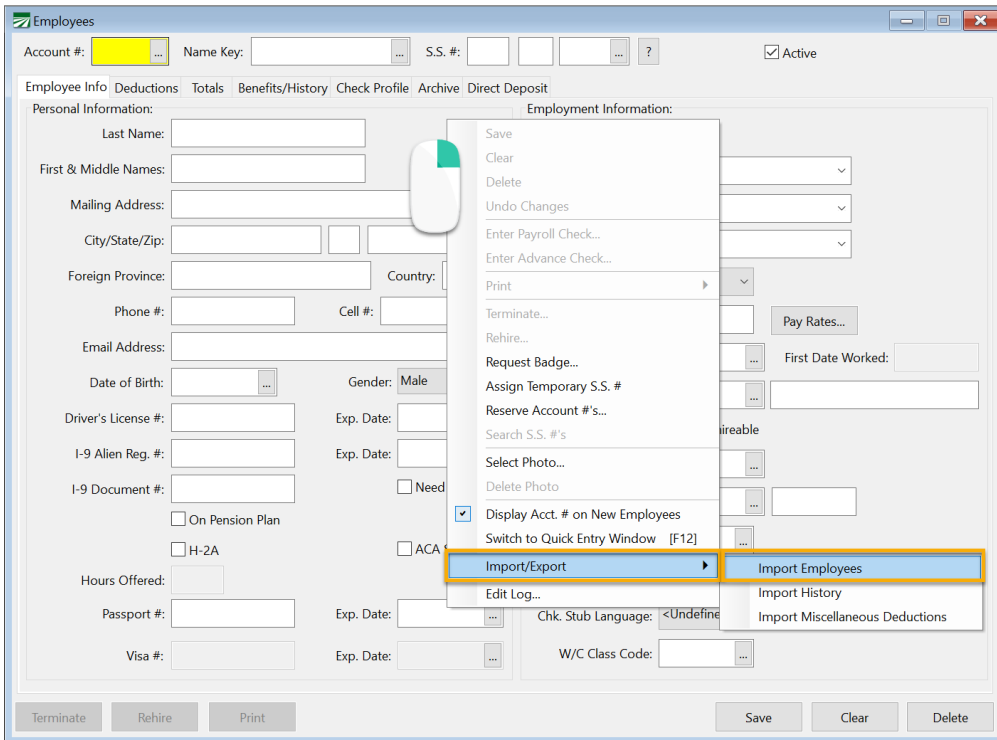 Employees
Account #: ... Name Key: ... S.S. #: ... ? Active
Employee Info Deductions Totals Benefits/History Check Profile Archive Direct Deposit
Personal Information:
Last Name:
First & Middle Names:
Mailing Address:
City/State/Zip:
Foreign Province: Country:
Phone #: Cell #:
Email Address:
Date of Birth: ... Gender: Male
Driver's License #: Exp. Date:
I-9 Alien Reg. #: Exp. Date:
I-9 Document #: Need
On Pension Plan
H-2A ACA
Hours Offered:
Passport #: Exp. Date: ...
Visa #: Exp. Date: ...
Employment Information:
Pay Rates...
... First Date Worked:
...
ireable
...
...
...
Chk. Stub Language: <Undefine
W/C Class Code: ...
Save
Clear
Delete
Undo Changes
Enter Payroll Check...
Enter Advance Check...
Print
Terminate...
Rehire...
Request Badge...
Assign Temporary S.S. #
Reserve Account #'s...
Search S.S. #'s
Select Photo...
Delete Photo
Display Acct. # on New Employees
Switch to Quick Entry Window [F12]
Import/Export
Edit Log...
Import Employees
Import History
Import Miscellaneous Deductions
Terminate Rehire Print Save Clear Delete